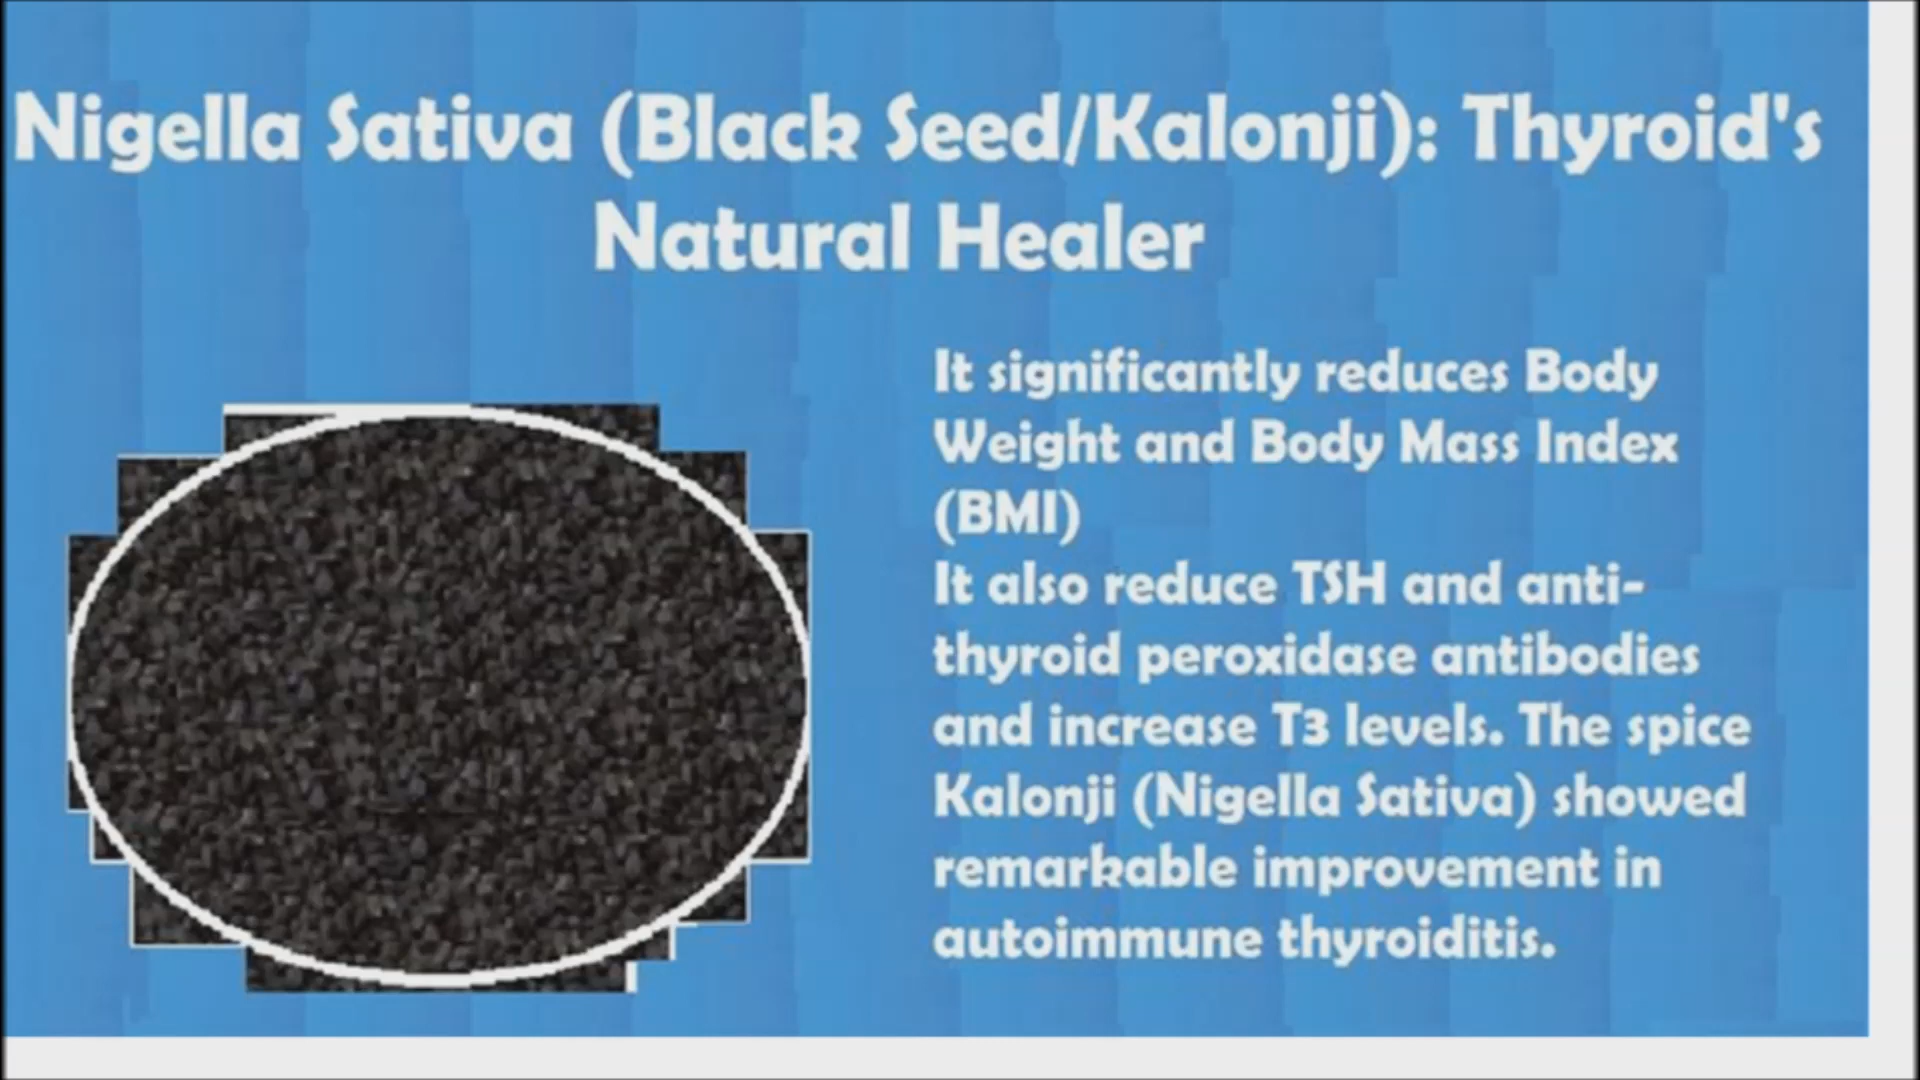 Nigella Sativa (Black Seed/Kalonji): Thyroid's
Natural Healer
It significantly reduces Body
Weight and Body Mass Index
(BMI)
It also reduce TSH and anti-
thyroid peroxidase antibodies
and increase T3 levels. The spice
Kalonji (Nigella Sativa) showed
remarkable improvement in
autoimmune thyroiditis.